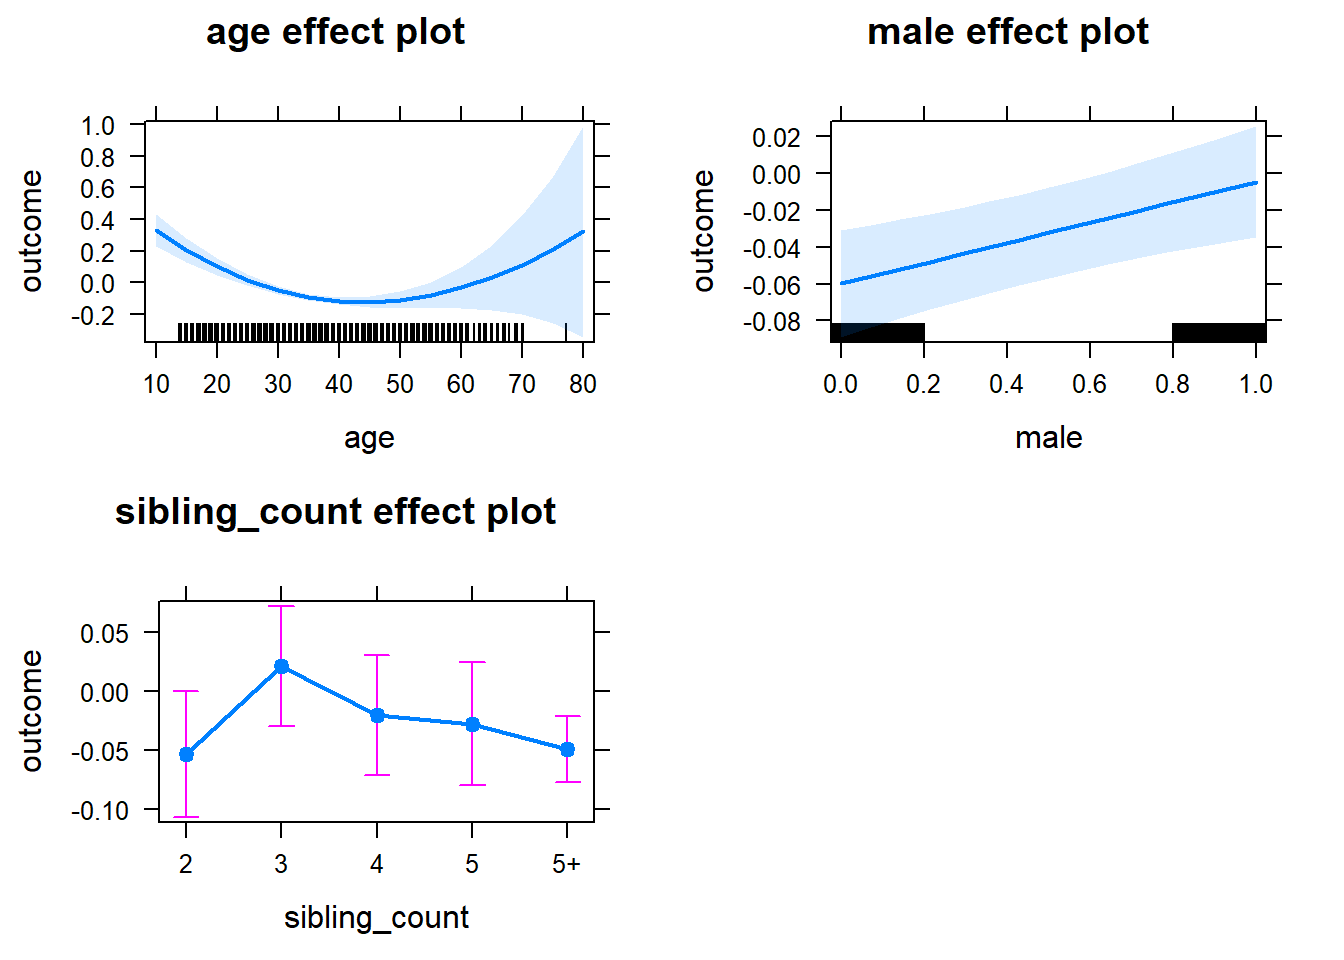 age effect plot
outcome
1.0
0.8
0.6
0.4
0.2
0.0
-0.2
10 20 30 40 50 60 70 80
age
male effect plot
outcome
0.02
0.00
-0.02
-0.04
-0.06
-0.08
0.0 0.2 0.4 0.6 0.8 1.0
male
sibling_count effect plot
outcome
0.05
0.00
-0.05
-0.10
2 3 4 5 5+
sibling_count